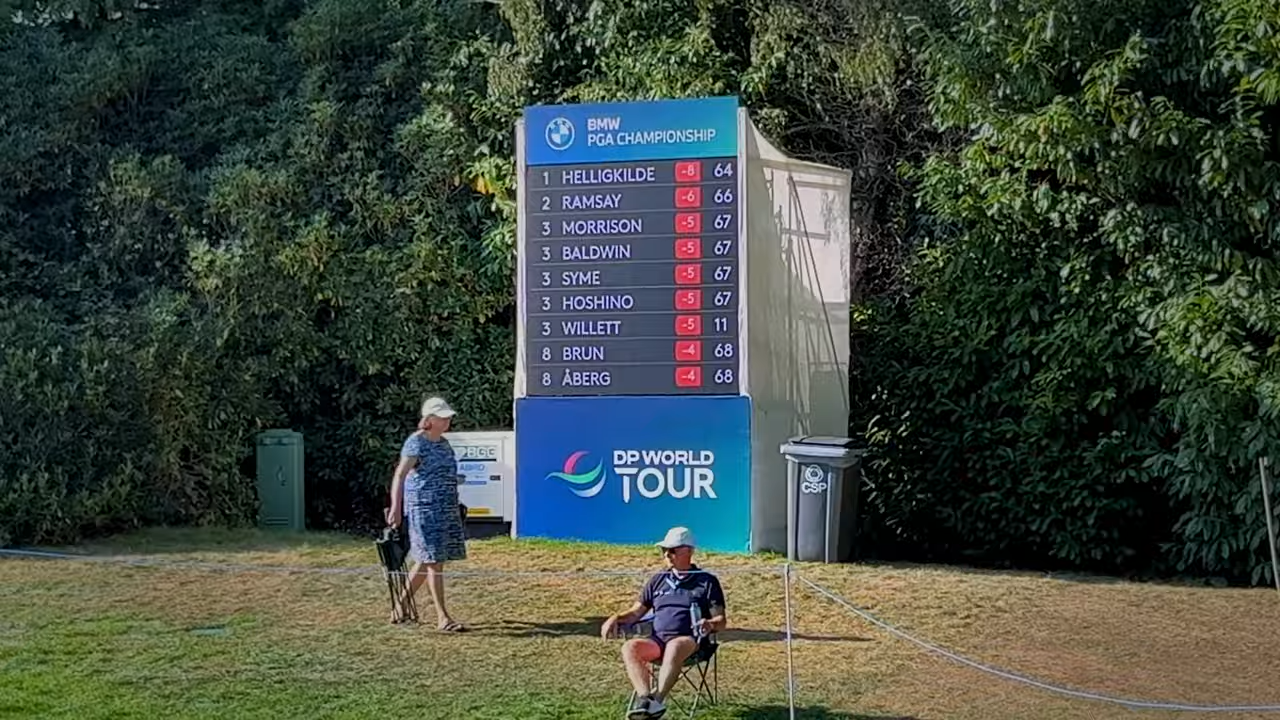 BMW
PGA CHAMPIONSHIP
1 HELLIGKILDE -8 64
2 RAMSAY -6 66
3 MORRISON -5 67
3 BALDWIN -5 67
3 SYME -5 67
3 HOSHINO -5 67
3 WILLETT -5 11
8 BRUN -4 68
8 ÅBERG -4 68
DP WORLD
TOUR
BGG
CSP